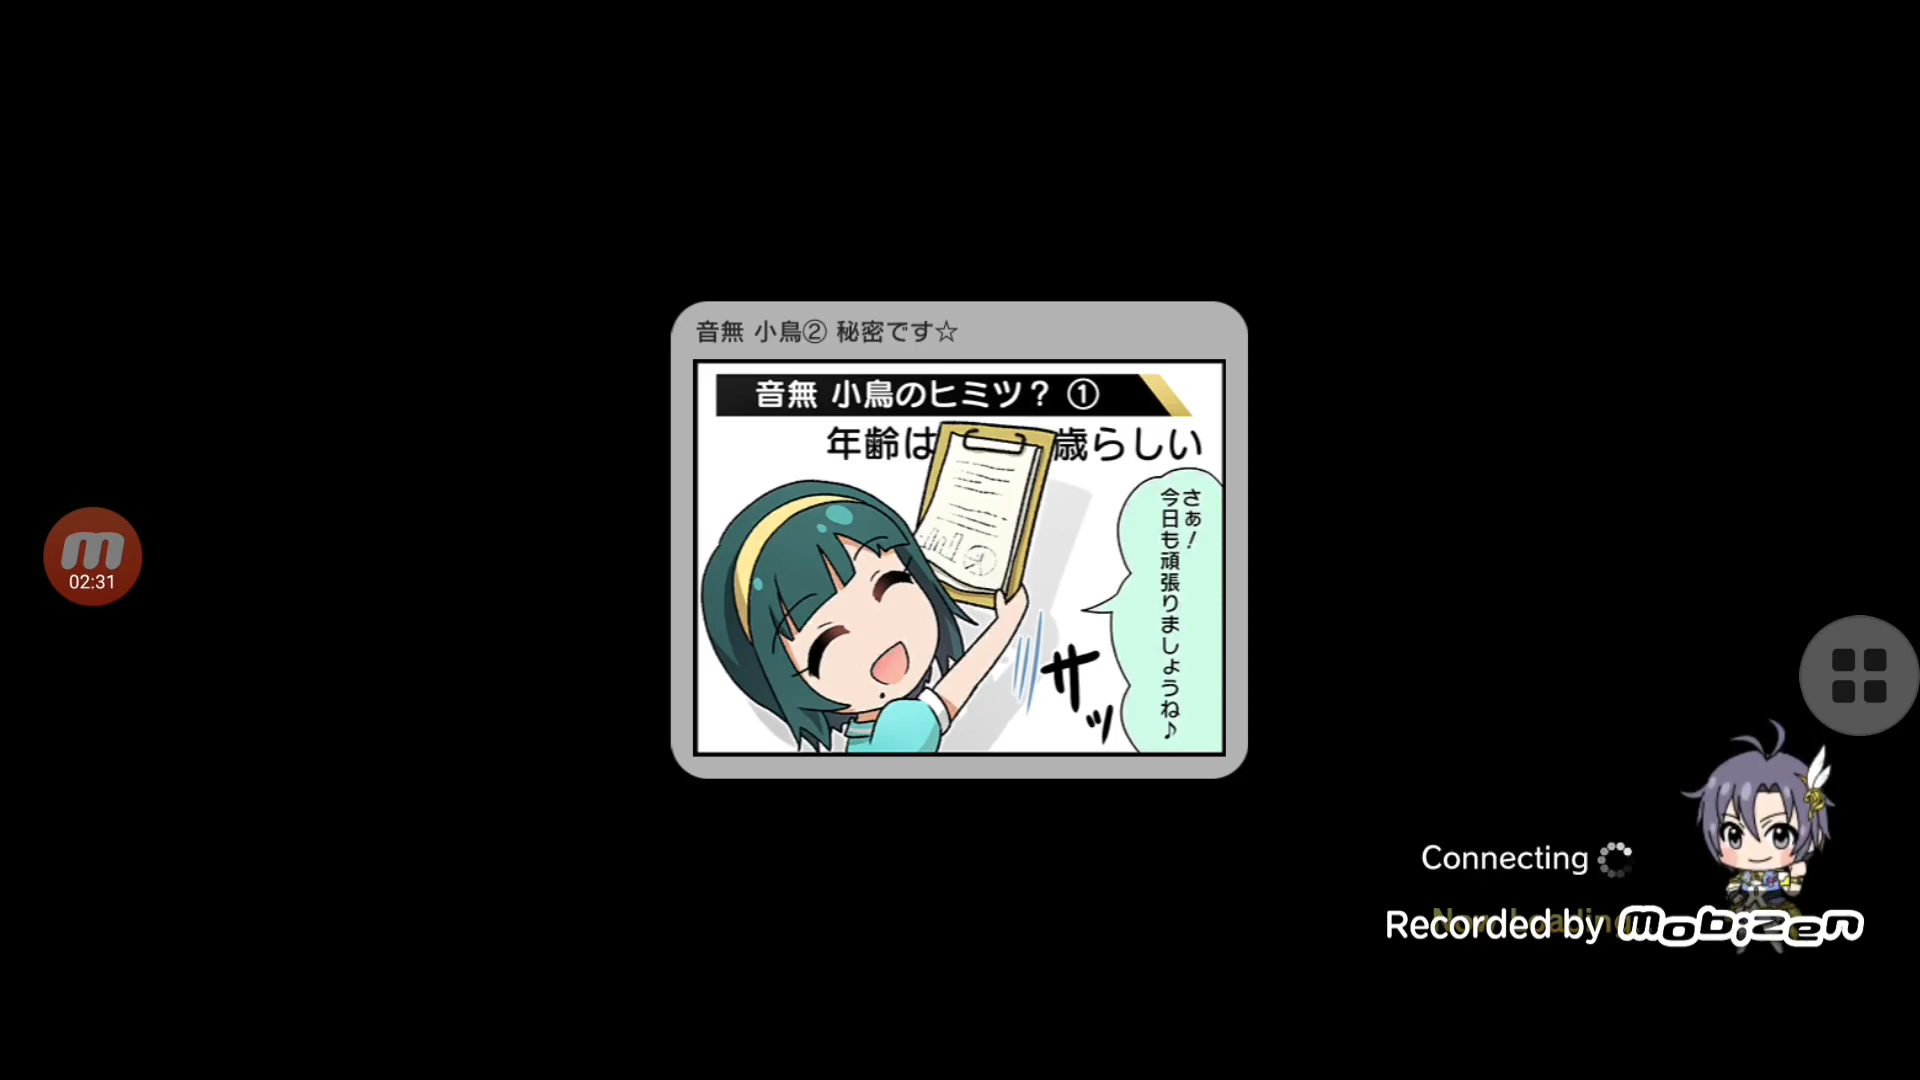 音無 小鳥② 秘密です☆
音無 小鳥のヒミツ？ ①
年齢は
歳らしい
さぁ！
今日も頑張りましょうね♪
サッ
02:31
Connecting
Now Loading
Recorded by mobizen